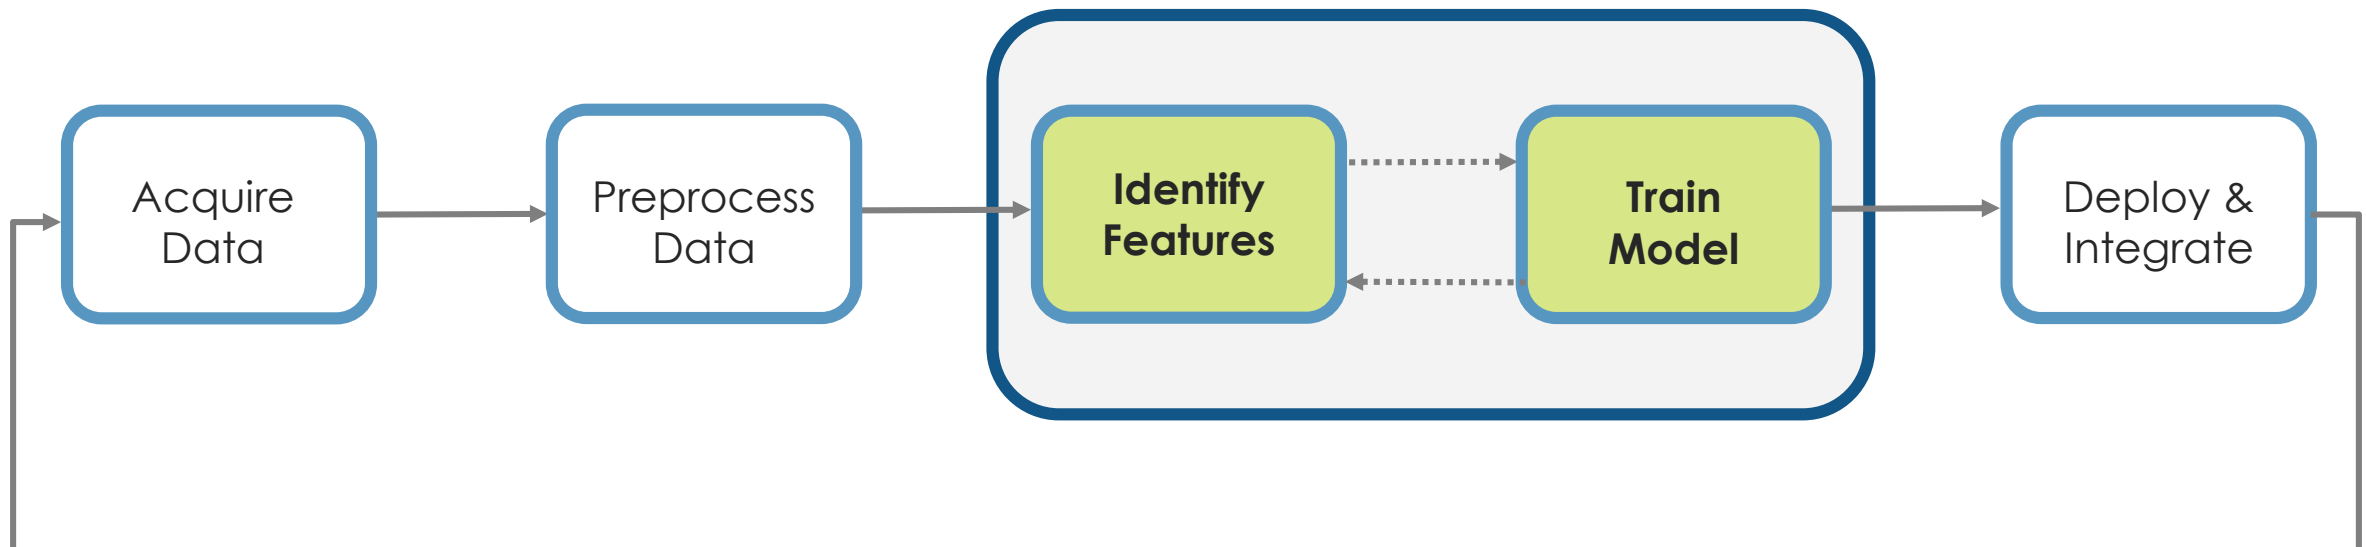 Acquire
Data
Preprocess
Data
Identify
Features
Train
Model
Deploy &
Integrate